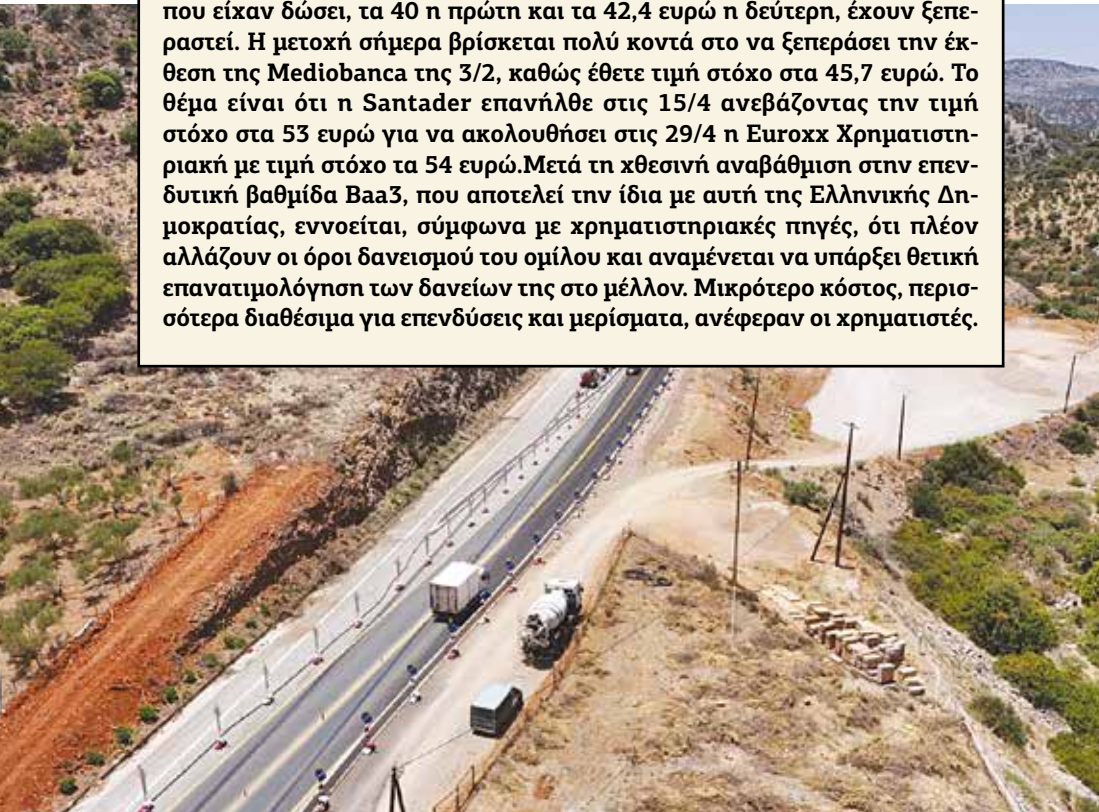 που είχαν δώσει, τα 40 η πρώτη και τα 42,4 ευρώ η δεύτερη, έχουν ξεπε-
ραστεί. Η μετοχή σήμερα βρίσκεται πολύ κοντά στο να ξεπεράσει την έκ-
θεση της Mediobanca της 3/2, καθώς έθετε τιμή στόχο στα 45,7 ευρώ. Το
θέμα είναι ότι η Santader επανήλθε στις 15/4 ανεβάζοντας την τιμή
στόχο στα 53 ευρώ για να ακολουθήσει στις 29/4 η Euroxx Χρηματιστη-
ριακή με τιμή στόχο τα 54 ευρώ.Μετά τη χθεσινή αναβάθμιση στην επεν-
δυτική βαθμίδα Baa3, που αποτελεί την ίδια με αυτή της Ελληνικής Δη-
μοκρατίας, εννοείται, σύμφωνα με χρηματιστηριακές πηγές, ότι πλέον
αλλάζουν οι όροι δανεισμού του ομίλου και αναμένεται να υπάρξει θετική
επανατιμολόγηση των δανείων της στο μέλλον. Μικρότερο κόστος, περισ-
σότερα διαθέσιμα για επενδύσεις και μερίσματα, ανέφεραν οι χρηματιστές.